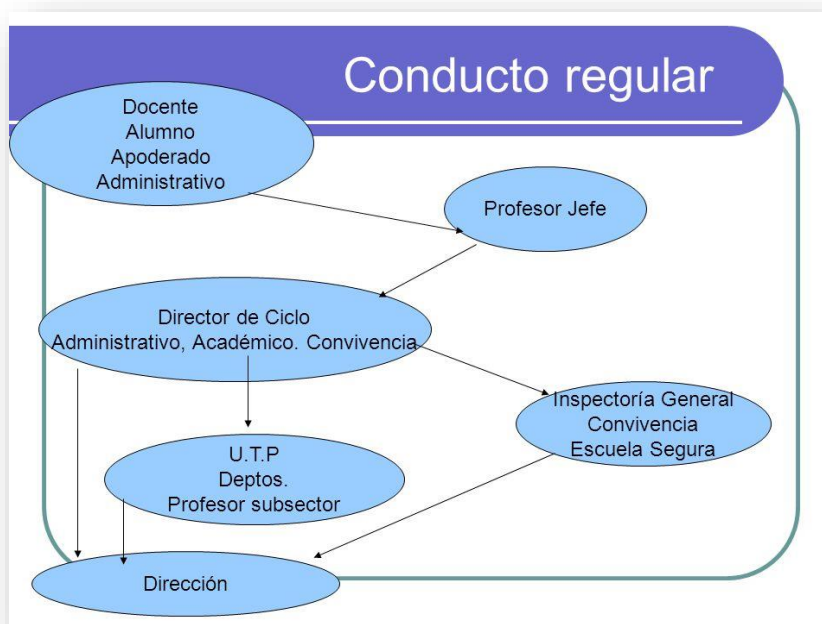 Conducto regular
Docente
Alumno
Apoderado
Administrativo
Profesor Jefe
Director de Ciclo
Administrativo, Académico. Convivencia
Inspectoría General
Convivencia
Escuela Segura
U.T.P
Deptos.
Profesor subsector
Dirección